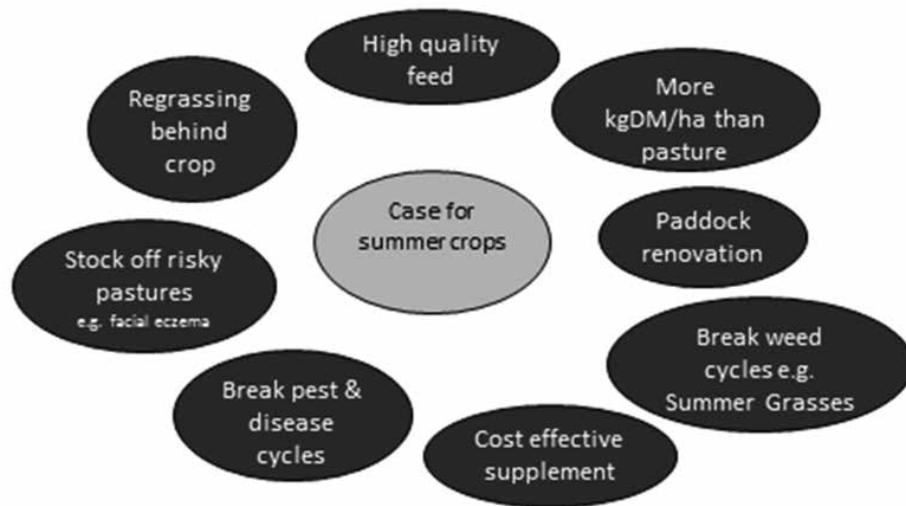 High quality
feed
More
kgDM/ha than
pasture
Paddock
renovation
Break weed
cycles e.g.
Summer Grasses
Cost effective
supplement
Break pest &
disease
cycles
Stock off risky
pastures
e.g. facial eczema
Regrassing
behind
crop
Case for
summer crops